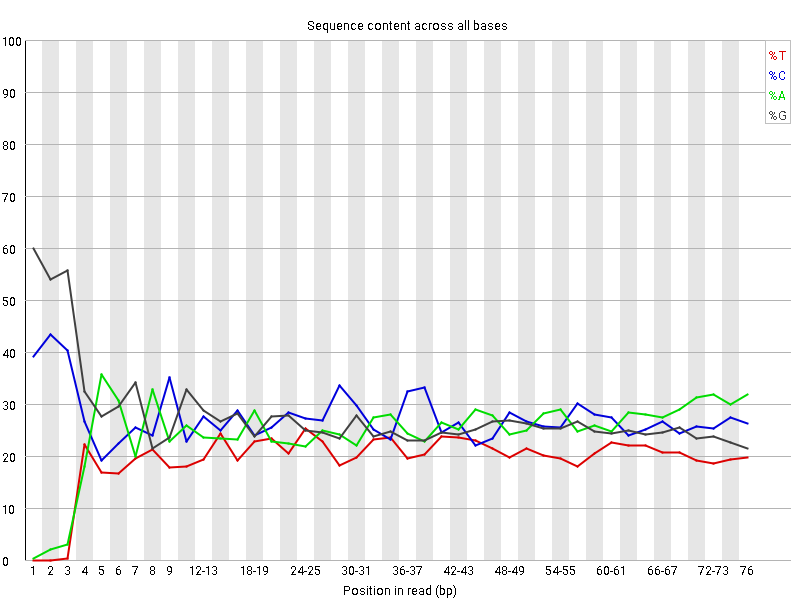 Sequence content across all bases
100
90
80
70
60
50
40
30
20
10
0
%T
%C
%A
%G
1 2 3 4 5 6 7 8 9 12-13 18-19 24-25 30-31 36-37 42-43 48-49 54-55 60-61 66-67 72-73 76
Position in read (bp)